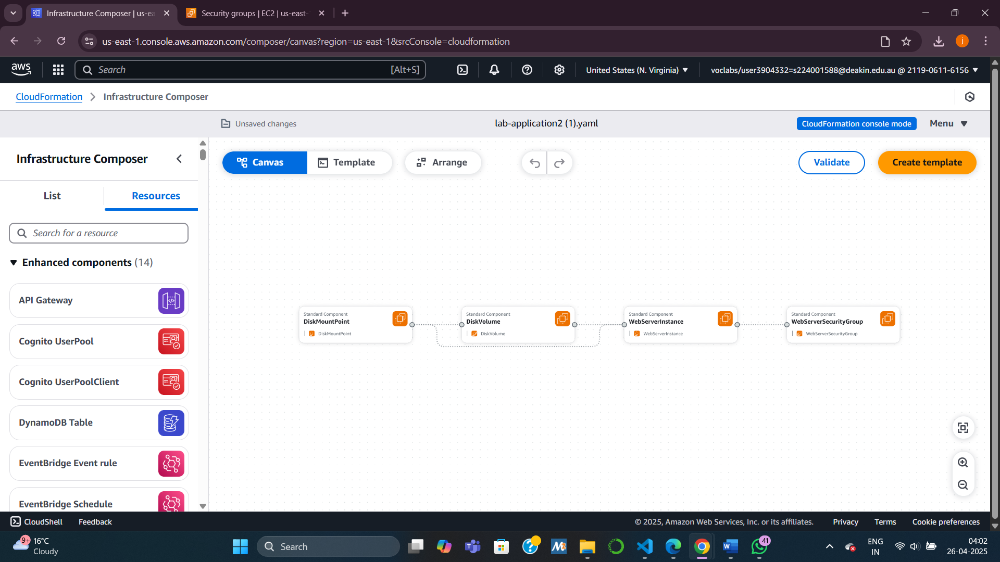 Infrastructure Composer | us-ea
Security groups | EC2 | us-east-
us-east-1.console.aws.amazon.com/composer/canvas?region=us-east-1&srcConsole=cloudformation
j
aws
Search
[Alt+S]
United States (N. Virginia)
voclabs/user3904332=s224001588@deakin.edu.au @ 2119-0611-6156
CloudFormation
Infrastructure Composer
Unsaved changes
lab-application2 (1).yaml
CloudFormation console mode
Menu
Infrastructure Composer
Canvas
Template
Arrange
Validate
Create template
List
Resources
Search for a resource
Enhanced components (14)
API Gateway
Cognito UserPool
Cognito UserPoolClient
DynamoDB Table
EventBridge Event rule
EventBridge Schedule
Standard Component
DiskMountPoint
DiskMountPoint
Standard Component
DiskVolume
DiskVolume
Standard Component
WebServerInstance
WebServerInstance
Standard Component
WebServerSecurityGroup
WebServerSecurityGroup
CloudShell
Feedback
© 2025, Amazon Web Services, Inc. or its affiliates.
Privacy
Terms
Cookie preferences
9+
16°C
Cloudy
Search
41
ENG
IN
04:02
26-04-2025